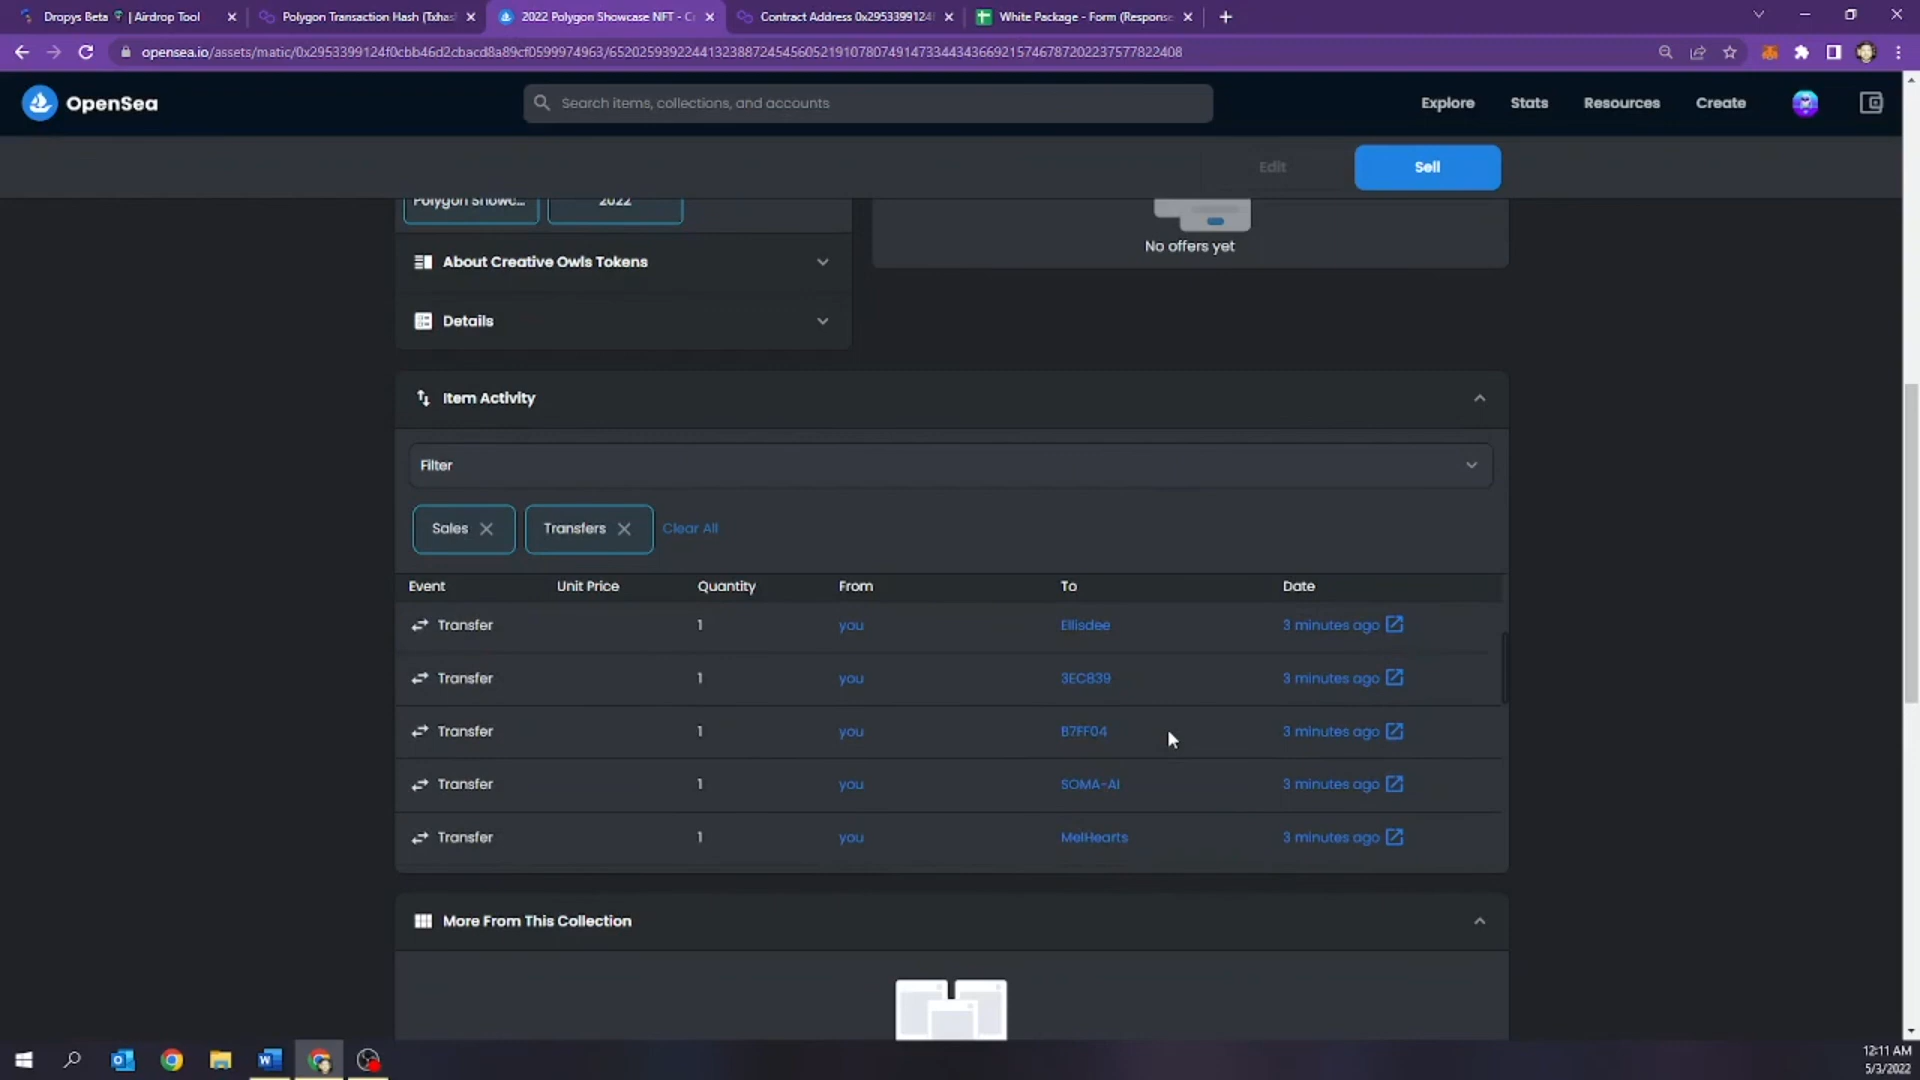 Dropys Beta | Airdrop Tool
Polygon Transaction Hash (Txhas
2022 Polygon Showcase NFT - C
Contract Address 0x2953399124
White Package - Form (Respons
opensea.io/assets/matic/0x2953399124f0cbb46d2cbacd8a89cf0599974963/6520259392244132388724545605219107807491473344343669215746787202237577822408
OpenSea
Search items, collections, and accounts
Explore
Stats
Resources
Create
Edit
Sell
Polygon Showc...
2022
No offers yet
About Creative Owls Tokens
Details
Item Activity
Filter
Sales
Transfers
Clear All
Event Unit Price Quantity From To Date
Transfer 1 you Ellisdee 3 minutes ago
Transfer 1 you 3EC839 3 minutes ago
Transfer 1 you B7FF04 3 minutes ago
Transfer 1 you SOMA-AI 3 minutes ago
Transfer 1 you MelHearts 3 minutes ago
More From This Collection
12:11 AM
5/3/2022